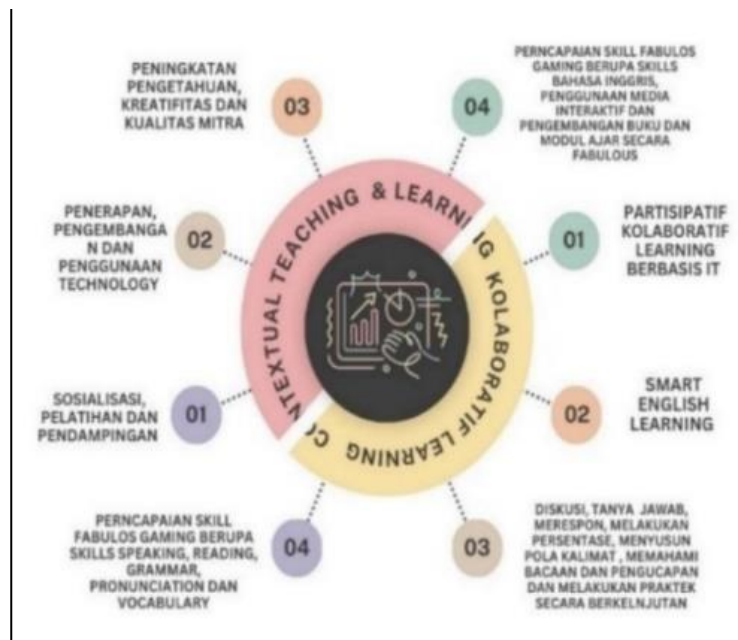 PENINGKATAN
PENGETAHUAN,
KREATIFITAS DAN
KUALITAS MITRA
03
04
PERNCAPAIAN SKILL FABULOS
GAMING BERUPA SKILLS
BAHASA INGGRIS,
PENGGUNAAN MEDIA
INTERAKTIF DAN
PENGEMBANGAN BUKU DAN
MODUL AJAR SECARA
FABULOUS
PENERAPAN,
PENGEMBANGA
N DAN
PENGGUNAAN
TECHNOLOGY
02
01
PARTISIPATIF
KOLABORATIF
LEARNING
BERBASIS IT
CONTEXTUAL TEACHING & LEARNING
KOLABORATIF LEARNING
SOSIALISASI,
PELATIHAN DAN
PENDAMPINGAN
01
02
SMART
ENGLISH
LEARNING
PERNCAPAIAN SKILL
FABULOS GAMING BERUPA
SKILLS SPEAKING, READING,
GRAMMAR,
PRONUNCIATION DAN
VOCABULARY
04
03
DISKUSI, TANYA JAWAB,
MERESPON, MELAKUKAN
PERSENTASE, MENYUSUN
POLA KALIMAT , MEMAHAMI
BACAAN DAN PENGUCAPAN
DAN MELAKUKAN PRAKTEK
SECARA BERKELNJUTAN